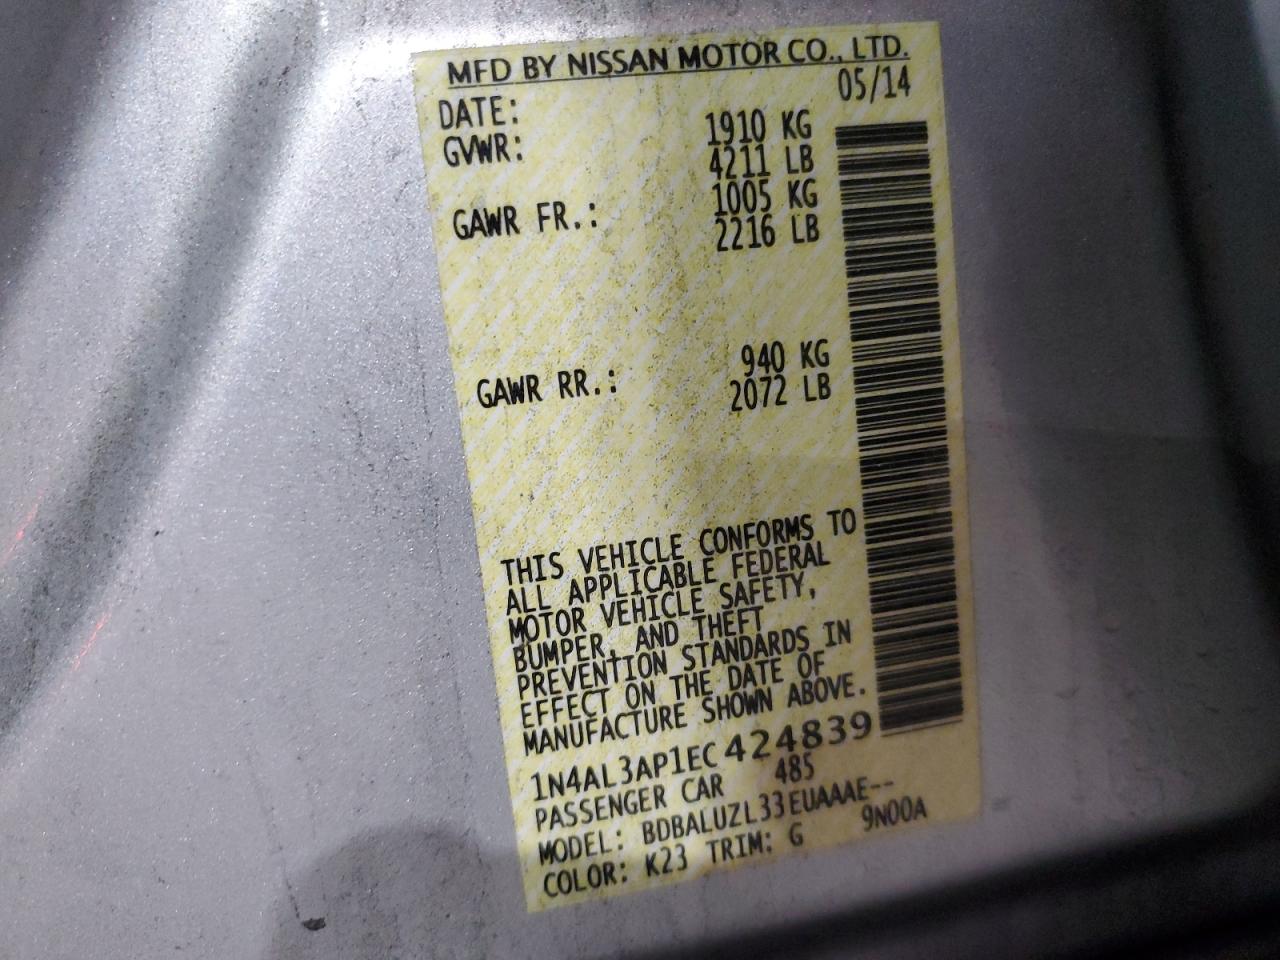 MFD BY NISSAN MOTOR CO., LTD.
DATE: 05/14
GVWR: 1910 KG
4211 LB
GAWR FR.: 1005 KG
2216 LB
GAWR RR.: 940 KG
2072 LB
THIS VEHICLE CONFORMS TO
ALL APPLICABLE FEDERAL
MOTOR VEHICLE SAFETY,
BUMPER, AND THEFT
PREVENTION STANDARDS IN
EFFECT ON THE DATE OF
MANUFACTURE SHOWN ABOVE.
1N4AL3AP1EC424839
PASSENGER CAR 485
MODEL: BDBALUZL33EUAAAE--
COLOR: K23 TRIM: G 9N00A